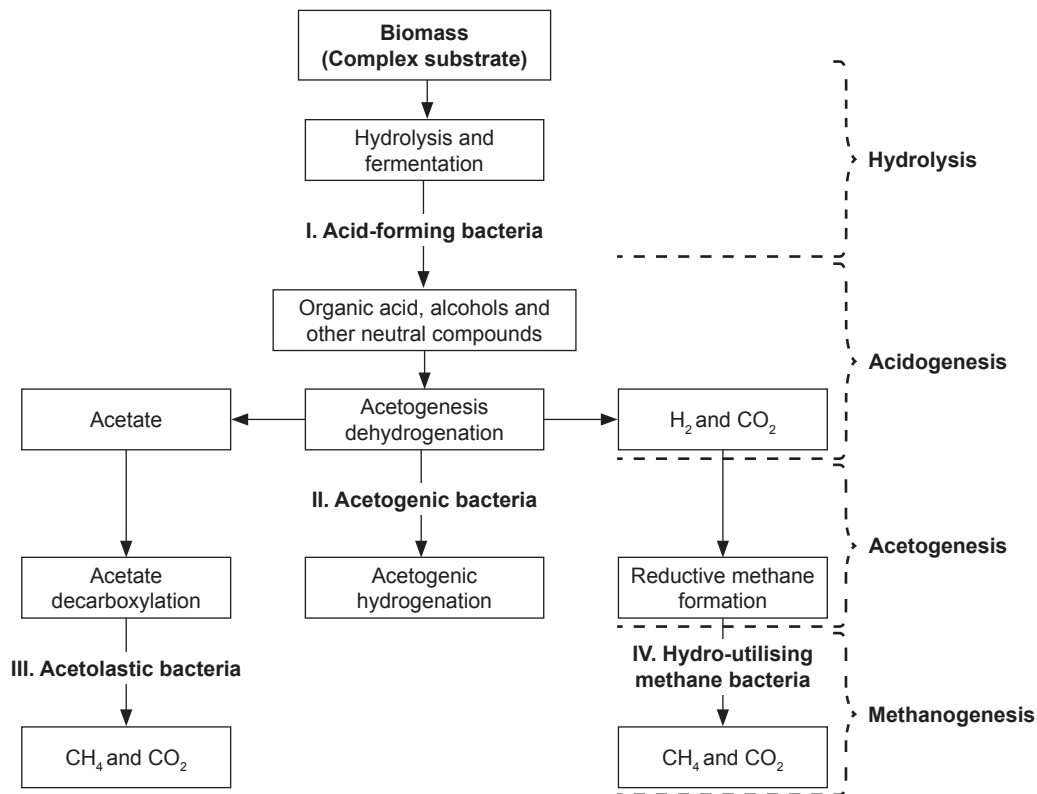 Biomass
(Complex substrate)
Hydrolysis and
fermentation
Hydrolysis
I. Acid-forming bacteria
Organic acid, alcohols and
other neutral compounds
Acidogenesis
Acetate
Acetogenesis
dehydrogenation
H₂ and CO₂
II. Acetogenic bacteria
Acetogenesis
Acetate
decarboxylation
Acetogenic
hydrogenation
Reductive methane
formation
III. Acetolastic bacteria
IV. Hydro-utilising
methane bacteria
Methanogenesis
CH₄ and CO₂
CH₄ and CO₂